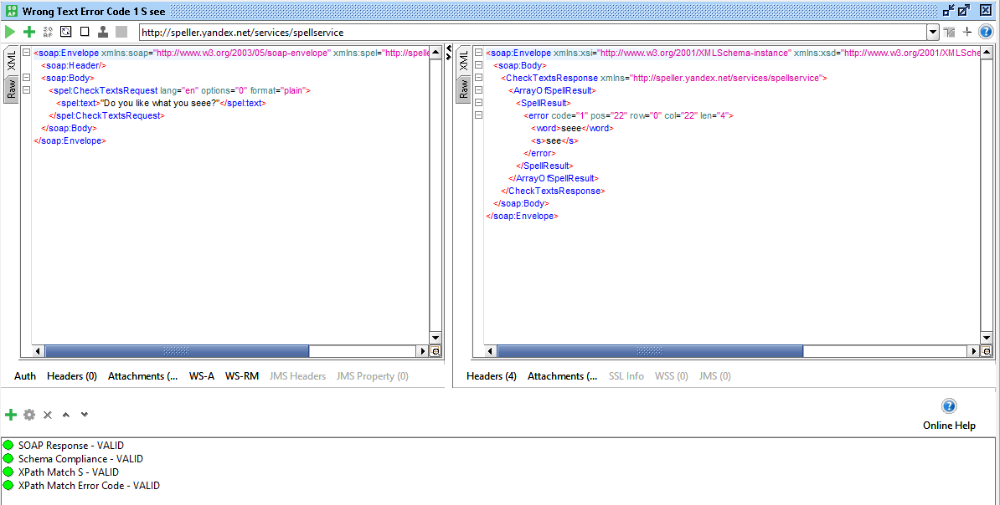 Wrong Text Error Code 1 S see
http://speller.yandex.net/services/spellservice
XML
Raw
<soap:Envelope xmlns:soap="http://www.w3.org/2003/05/soap-envelope" xmlns:spel="http://spelle
<soap:Header/>
<soap:Body>
<spel:CheckTextsRequest lang="en" options="0" format="plain">
<spel:text>"Do you like what you seee?"</spel:text>
</spel:CheckTextsRequest>
</soap:Body>
</soap:Envelope>
XML
Raw
<soap:Envelope xmlns:xsi="http://www.w3.org/2001/XMLSchema-instance" xmlns:xsd="http://www.w3.org/2001/XMLSche
<soap:Body>
<CheckTextsResponse xmlns="http://speller.yandex.net/services/spellservice">
<ArrayOfSpellResult>
<SpellResult>
<error code="1" pos="22" row="0" col="22" len="4">
<word>seee</word>
<s>see</s>
</error>
</SpellResult>
</ArrayOfSpellResult>
</CheckTextsResponse>
</soap:Body>
</soap:Envelope>
Auth Headers (0) Attachments (... WS-A WS-RM JMS Headers JMS Property (0)
Headers (4) Attachments (... SSL Info WSS (0) JMS (0)
Online Help
SOAP Response - VALID
Schema Compliance - VALID
XPath Match S - VALID
XPath Match Error Code - VALID